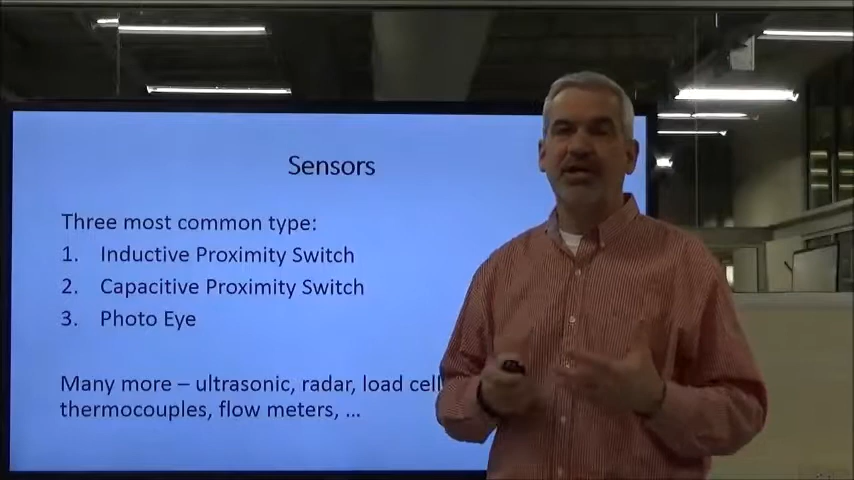 Sensors
Three most common type:
1. Inductive Proximity Switch
2. Capacitive Proximity Switch
3. Photo Eye
Many more – ultrasonic, radar, load cell
thermocouples, flow meters, ...